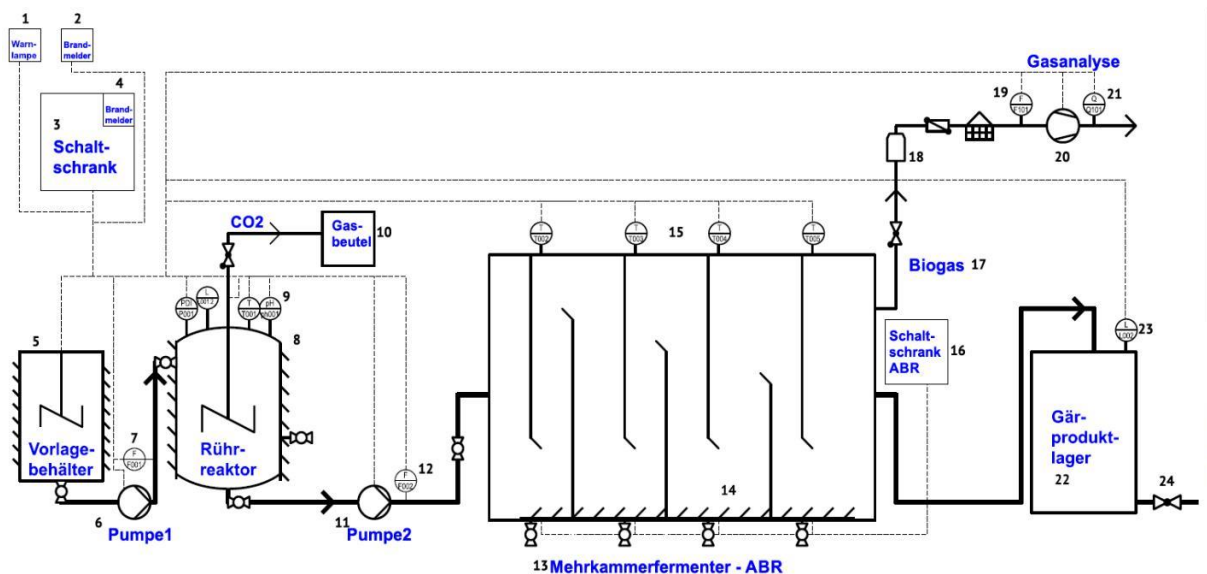 1
2
Warn-
lampe
Brand-
melder
4
Brand-
melder
3
Schalt-
schrank
Gasanalyse
19
F
F101
Q
Q101
21
20
18
CO2
Gas-
beutel
10
T
T002
T
T003
15
T
T004
T
T005
Biogas 17
5
PDI
P001
L
T
T001
pH
ph001
9
8
Schalt-
schrank
ABR
16
L
L002
23
Vorlage-
behälter
7
F
F001
Rühr-
reaktor
12
F
F002
Gär-
produkt-
lager
22
24
14
6
Pumpe1
11
Pumpe2
13 Mehrkammerfermenter - ABR